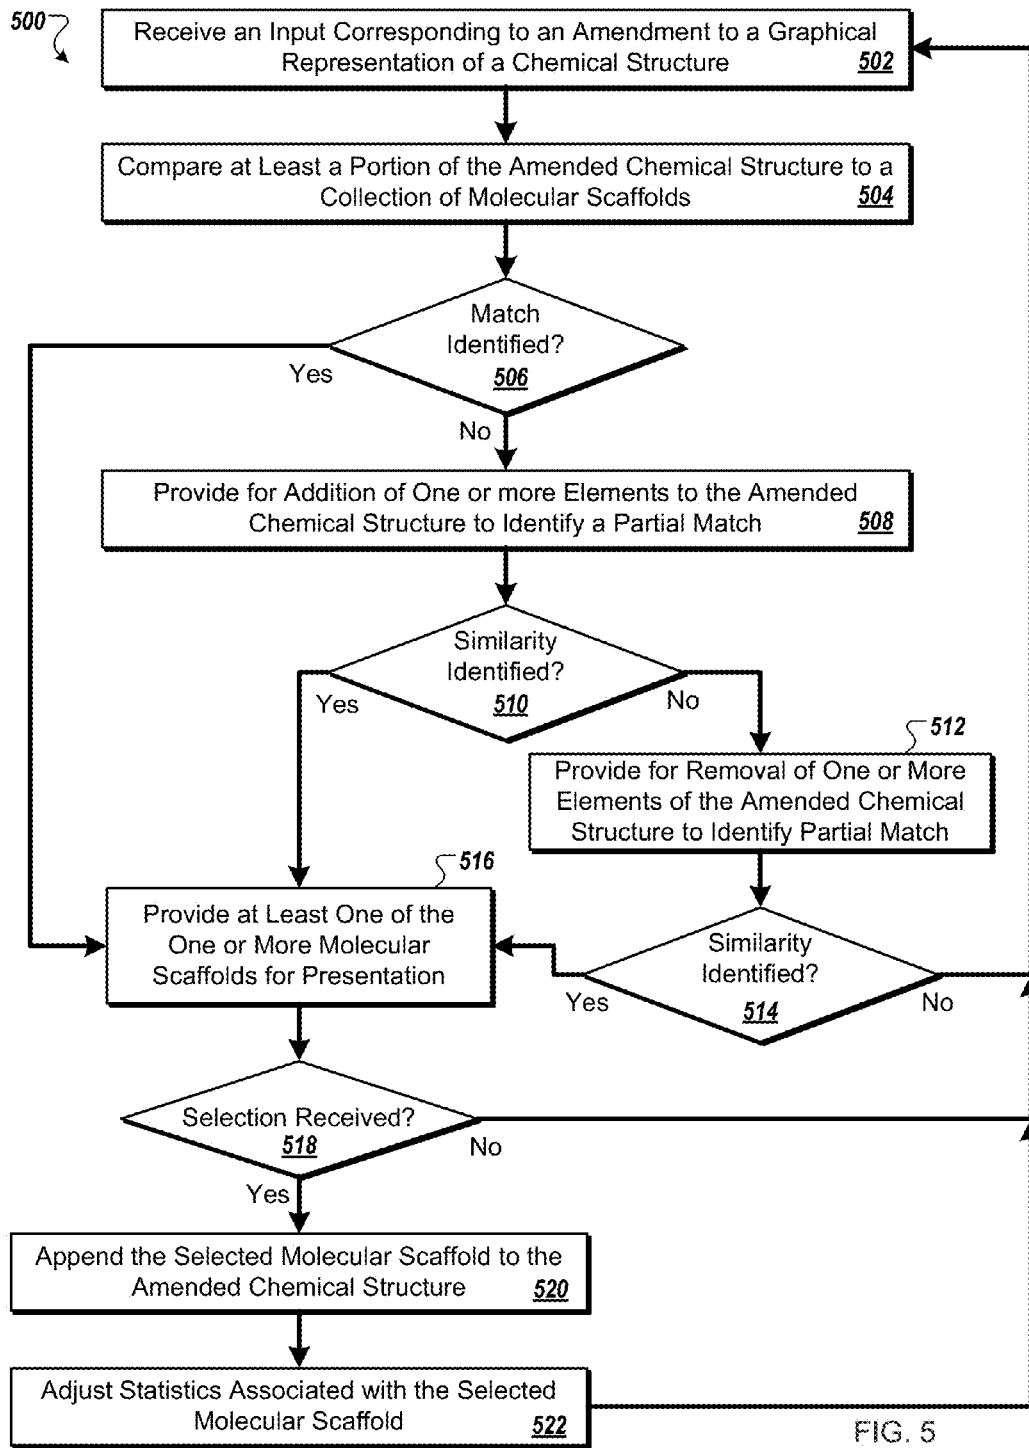 500
Receive an Input Corresponding to an Amendment to a Graphical
Representation of a Chemical Structure 502
Compare at Least a Portion of the Amended Chemical Structure to a
Collection of Molecular Scaffolds 504
Match
Identified?
506
Yes
No
Provide for Addition of One or more Elements to the Amended
Chemical Structure to Identify a Partial Match 508
Similarity
Identified?
510
Yes
No
512
Provide for Removal of One or More
Elements of the Amended Chemical
Structure to Identify Partial Match
516
Provide at Least One of the
One or More Molecular
Scaffolds for Presentation
Similarity
Identified?
514
Yes
No
Selection Received?
518
No
Yes
Append the Selected Molecular Scaffold to the
Amended Chemical Structure 520
Adjust Statistics Associated with the Selected
Molecular Scaffold 522
FIG. 5